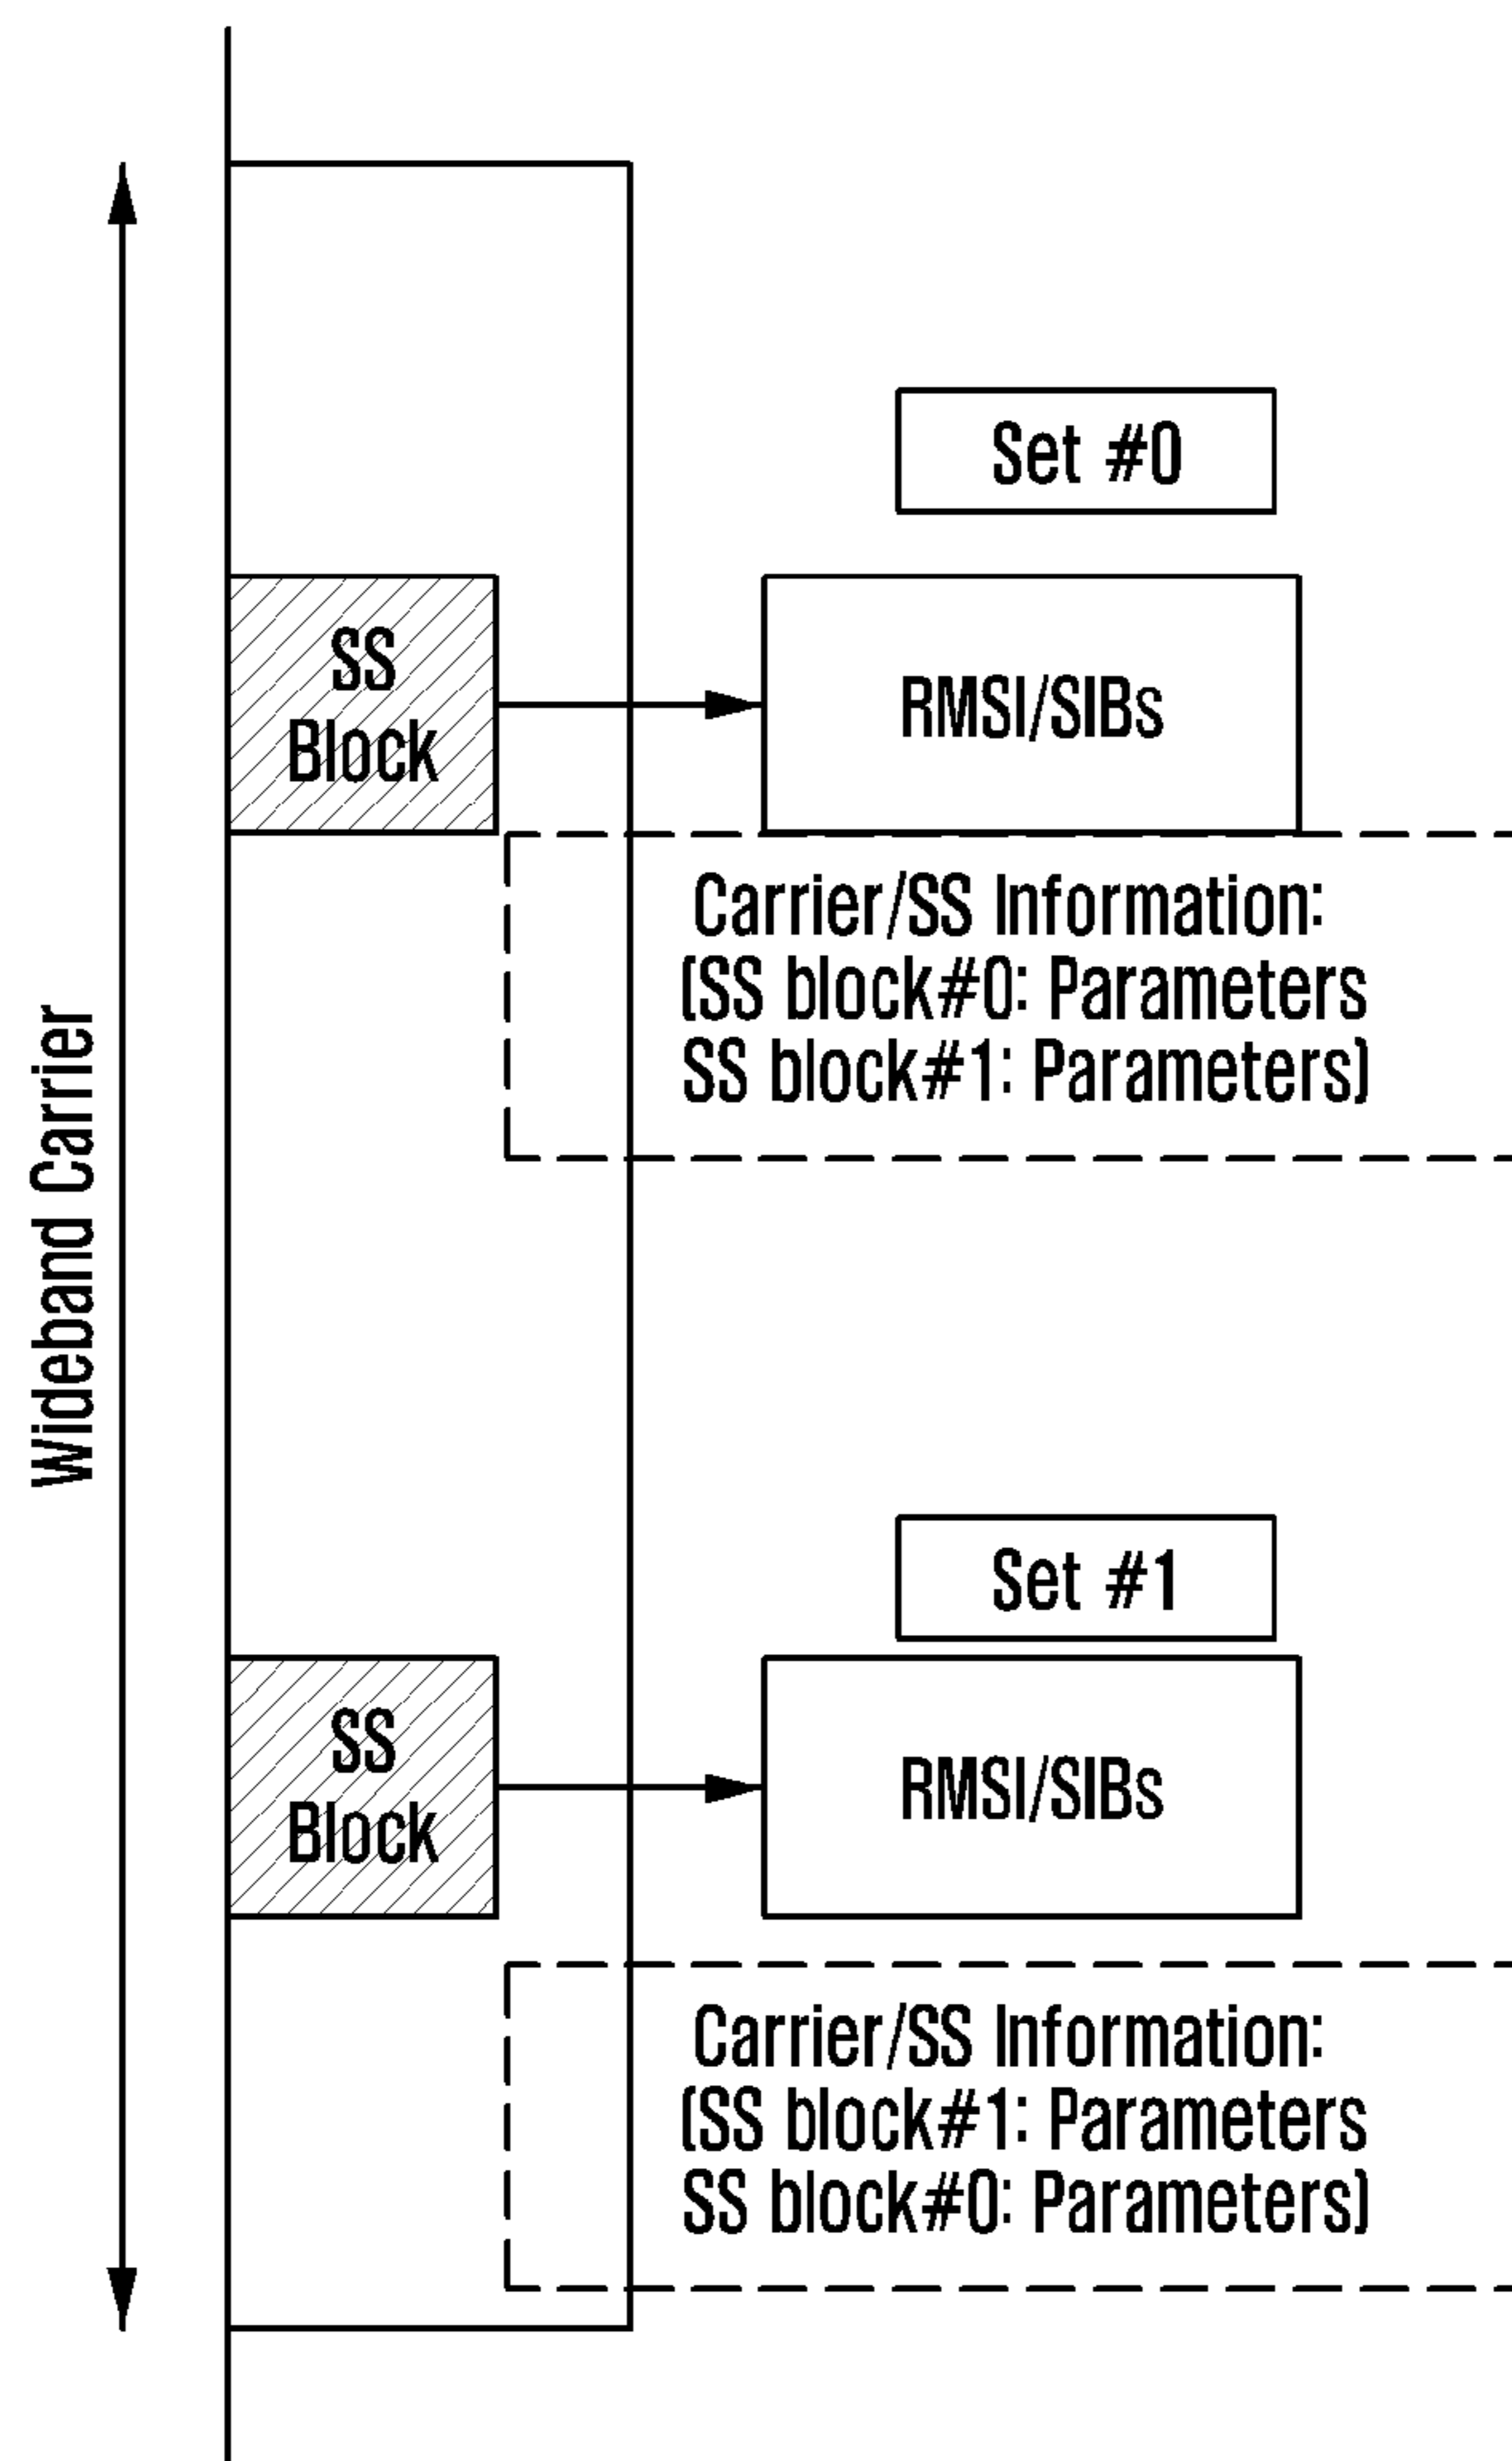 Wideband Carrier
Set #0
SS
Block
RMSI/SIBs
Carrier/SS Information:
(SS block#0: Parameters
SS block#1: Parameters)
Set #1
SS
Block
RMSI/SIBs
Carrier/SS Information:
(SS block#1: Parameters
SS block#0: Parameters)